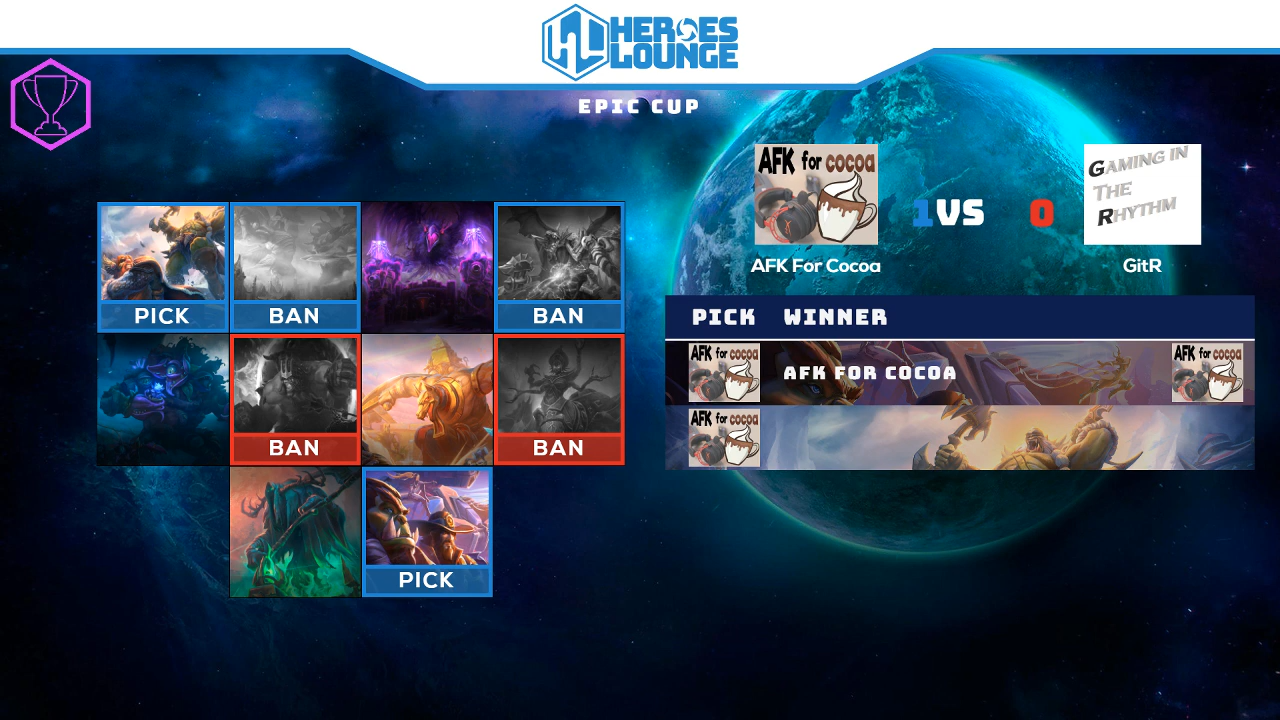 HEROES
LOUNGE
EPIC CUP
AFK for cocoa
GAMING IN
THE
RHYTHM
1 VS 0
AFK For Cocoa
GitR
PICK
BAN
BAN
PICK WINNER
AFK for cocoa
AFK FOR COCOA
AFK for cocoa
BAN
BAN
AFK for cocoa
PICK